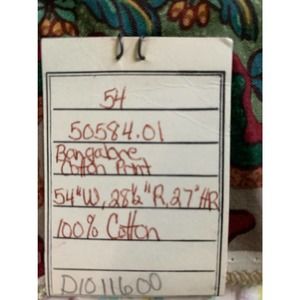 54
50584.01
Bangalore
Cotton Print
54"W, 28½"R, 27"HR
100% Cotton
D1011600